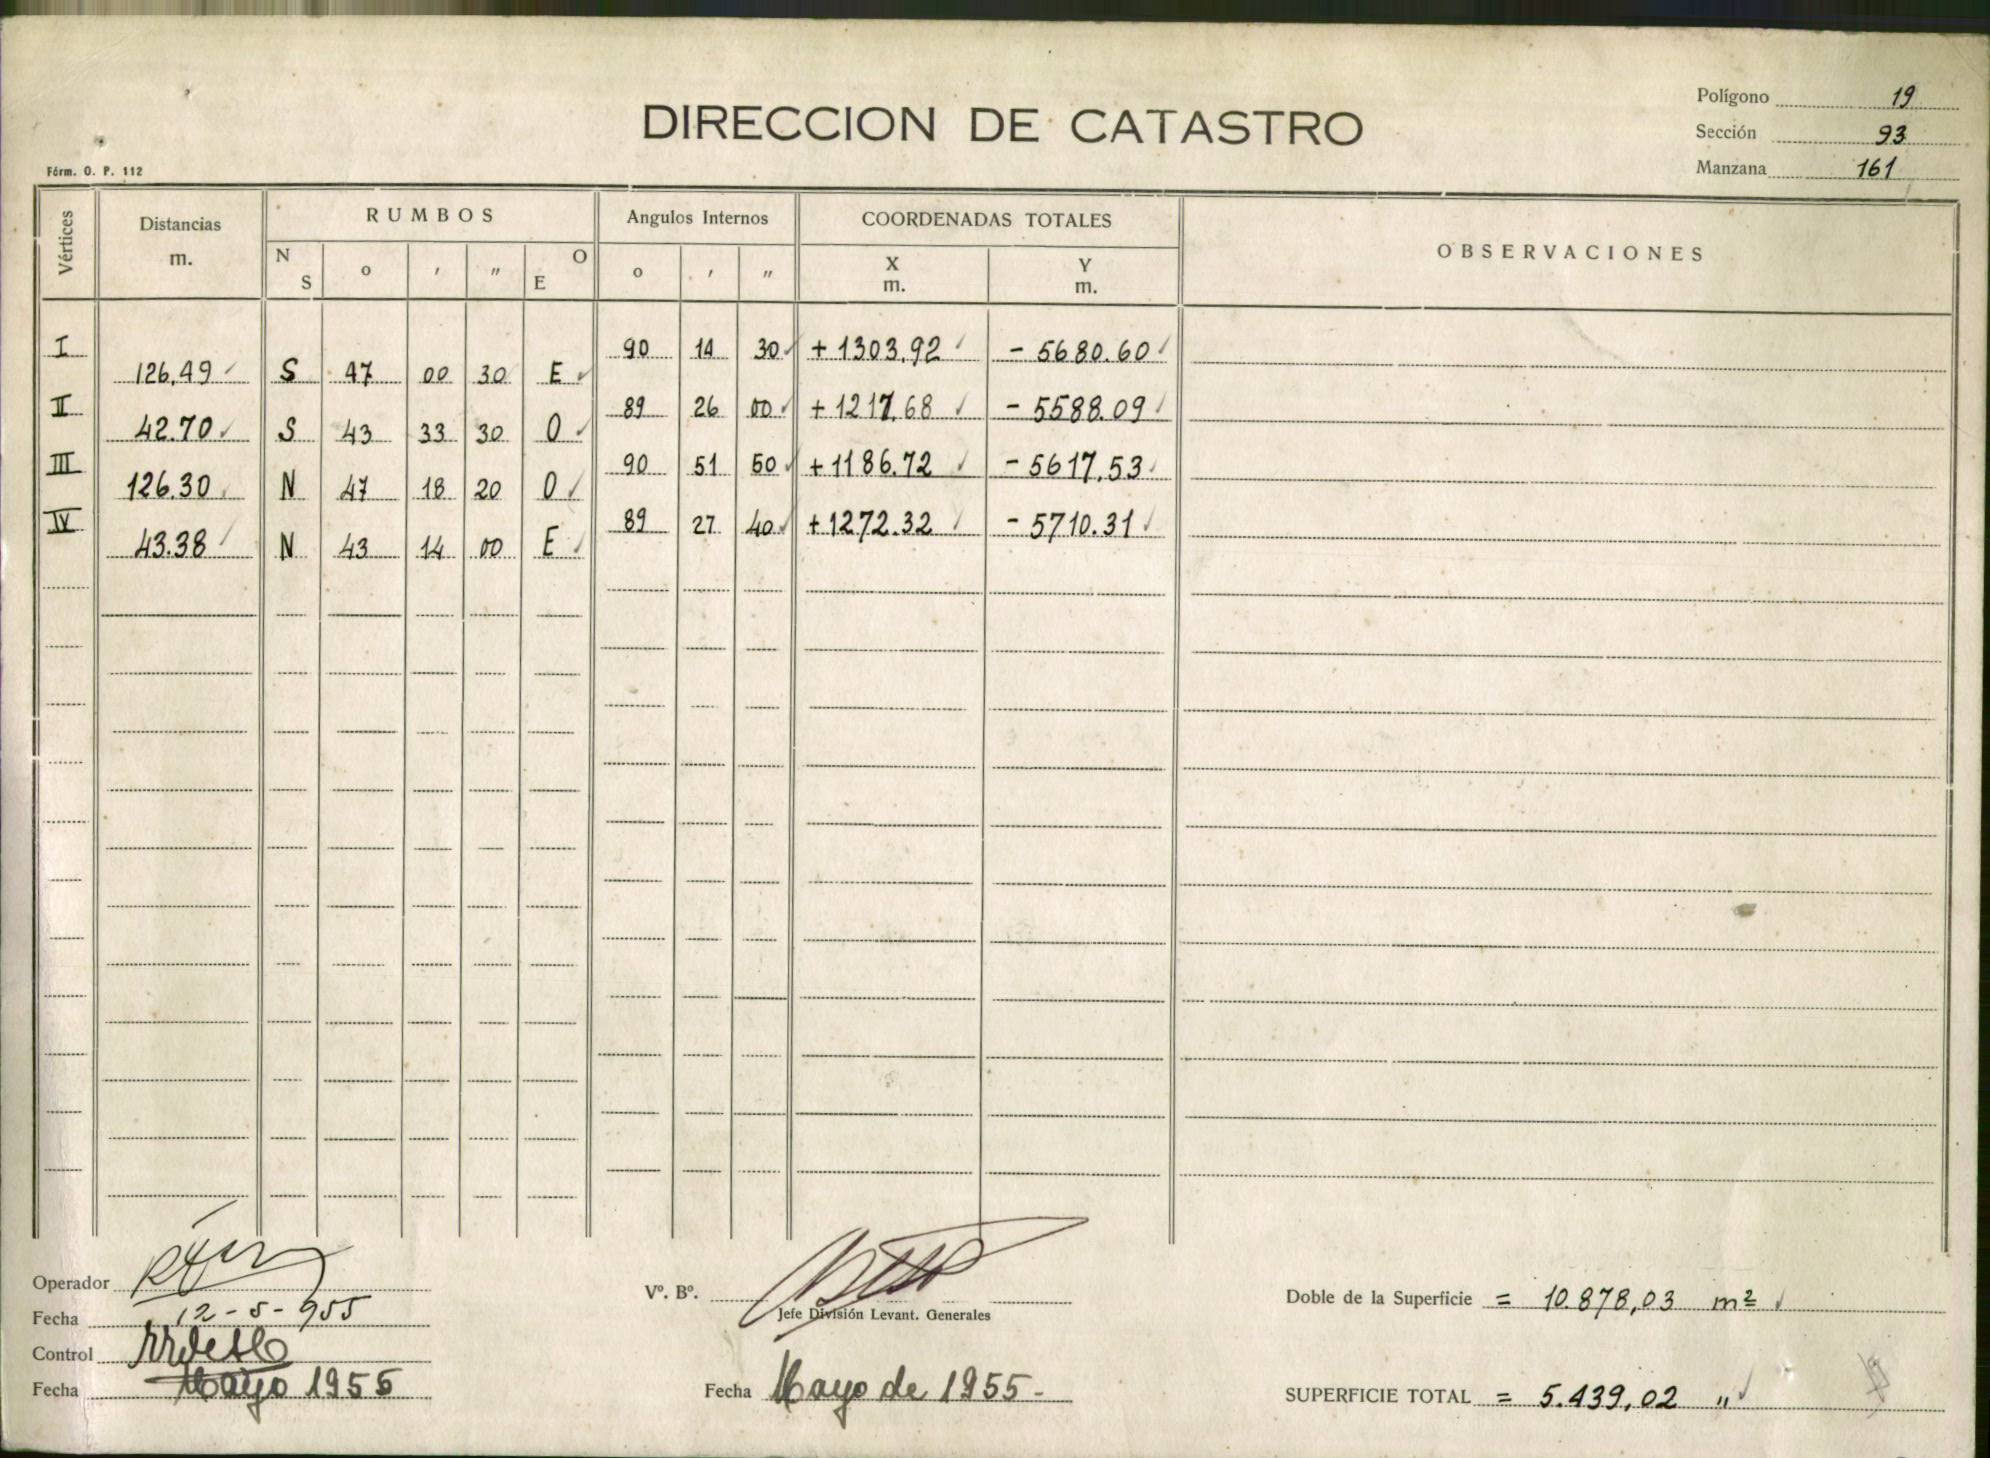 DIRECCION DE CATASTRO
Polígono 19
Sección 93
Manzana 161
Fórm. O. P. 112
Vértices Distancias m. RUMBOS Angulos Internos COORDENADAS TOTALES OBSERVACIONES
N S o ′ ″ O E o ′ ″ X m. Y m.
I 90 14 30 + 1303,92 - 5680.60
126,49 S 47 00 30 E
II 89 26 00 + 1217,68 - 5588.09
42.70 S 43 33 30 O
III 90 51 50 + 1186.72 - 5617,53
126.30 N 47 18 20 O
IV 89 27 40 + 1272.32 - 5710.31
43.38 N 43 14 00 E
Operador
Fecha 12-5-955
Control
Fecha Mayo 1955
Vº. Bº.
Jefe División Levant. Generales
Fecha Mayo de 1955-
Doble de la Superficie = 10.878,03 m²
SUPERFICIE TOTAL = 5.439,02 "